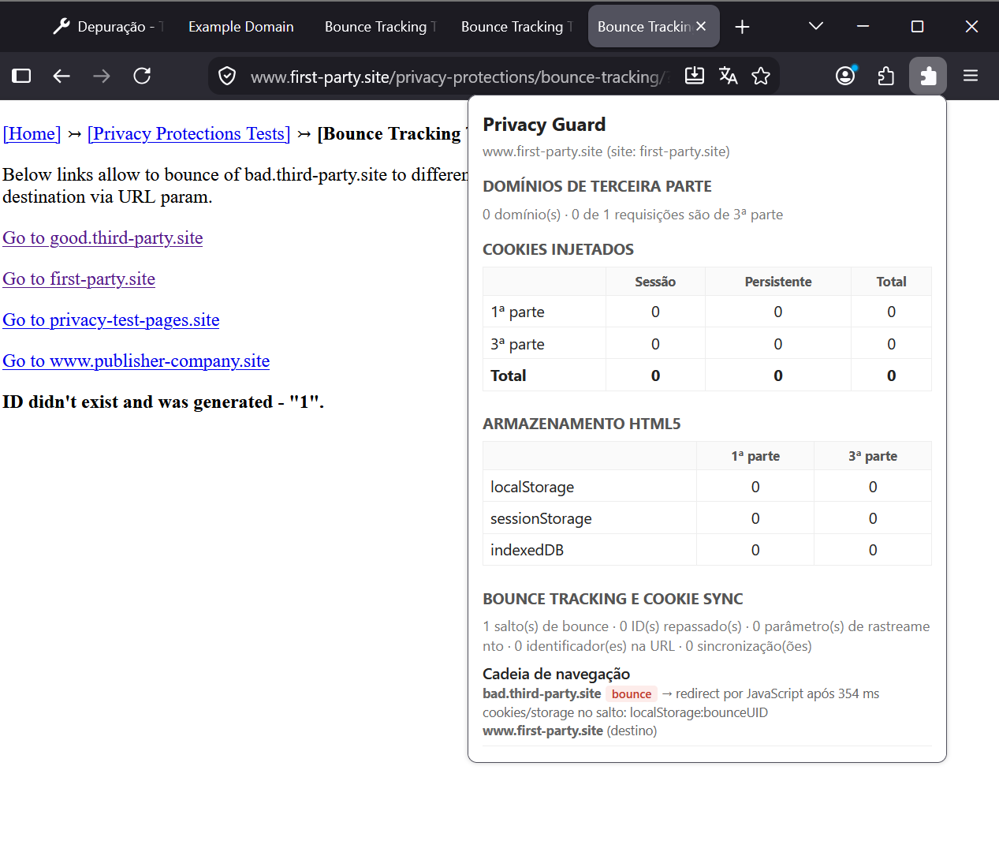 Depuração -
Example Domain
Bounce Tracking
Bounce Tracking
Bounce Trackin
www.first-party.site/privacy-protections/bounce-tracking/
[Home] ↣ [Privacy Protections Tests] ↣ [Bounce Tracking
Below links allow to bounce of bad.third-party.site to differen
destination via URL param.
Go to good.third-party.site
Go to first-party.site
Go to privacy-test-pages.site
Go to www.publisher-company.site
ID didn't exist and was generated - "1".
Privacy Guard
www.first-party.site (site: first-party.site)
DOMÍNIOS DE TERCEIRA PARTE
0 domínio(s) · 0 de 1 requisições são de 3ª parte
COOKIES INJETADOS
Sessão Persistente Total
1ª parte 0 0 0
3ª parte 0 0 0
Total 0 0 0
ARMAZENAMENTO HTML5
1ª parte 3ª parte
localStorage 0 0
sessionStorage 0 0
indexedDB 0 0
BOUNCE TRACKING E COOKIE SYNC
1 salto(s) de bounce · 0 ID(s) repassado(s) · 0 parâmetro(s) de rastreame
nto · 0 identificador(es) na URL · 0 sincronização(ões)
Cadeia de navegação
bad.third-party.site bounce → redirect por JavaScript após 354 ms
cookies/storage no salto: localStorage:bounceUID
www.first-party.site (destino)